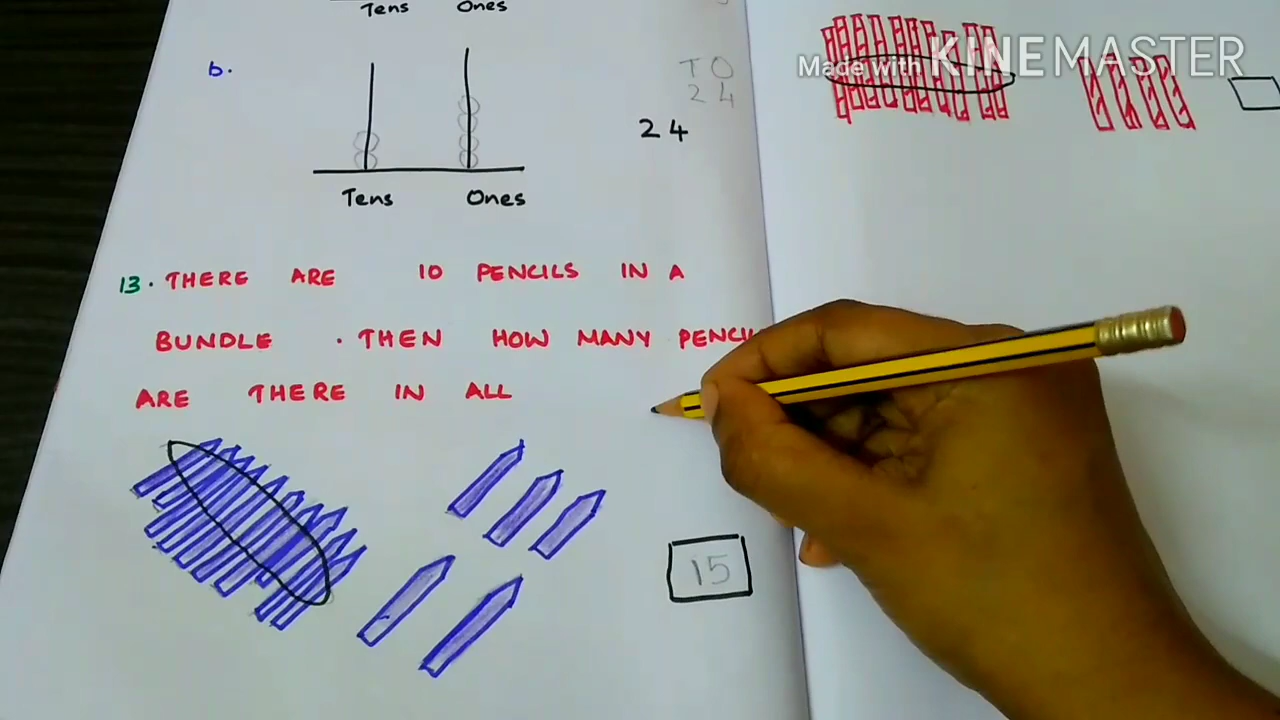 Tens Ones
b.
T O
2 4
24
Tens Ones
13. THERE ARE 10 PENCILS IN A
BUNDLE . THEN HOW MANY
ARE THERE IN ALL
15
Made with KINEMASTER